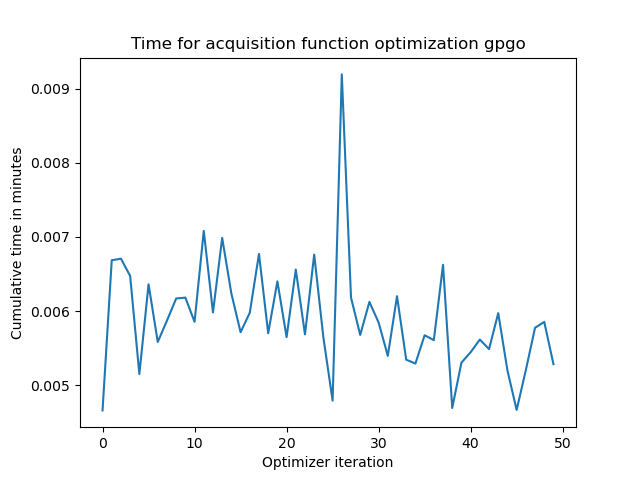 Time for acquisition function optimization gpgo
0.009
0.008
0.007
0.006
0.005
Cumulative time in minutes
0 10 20 30 40 50
Optimizer iteration